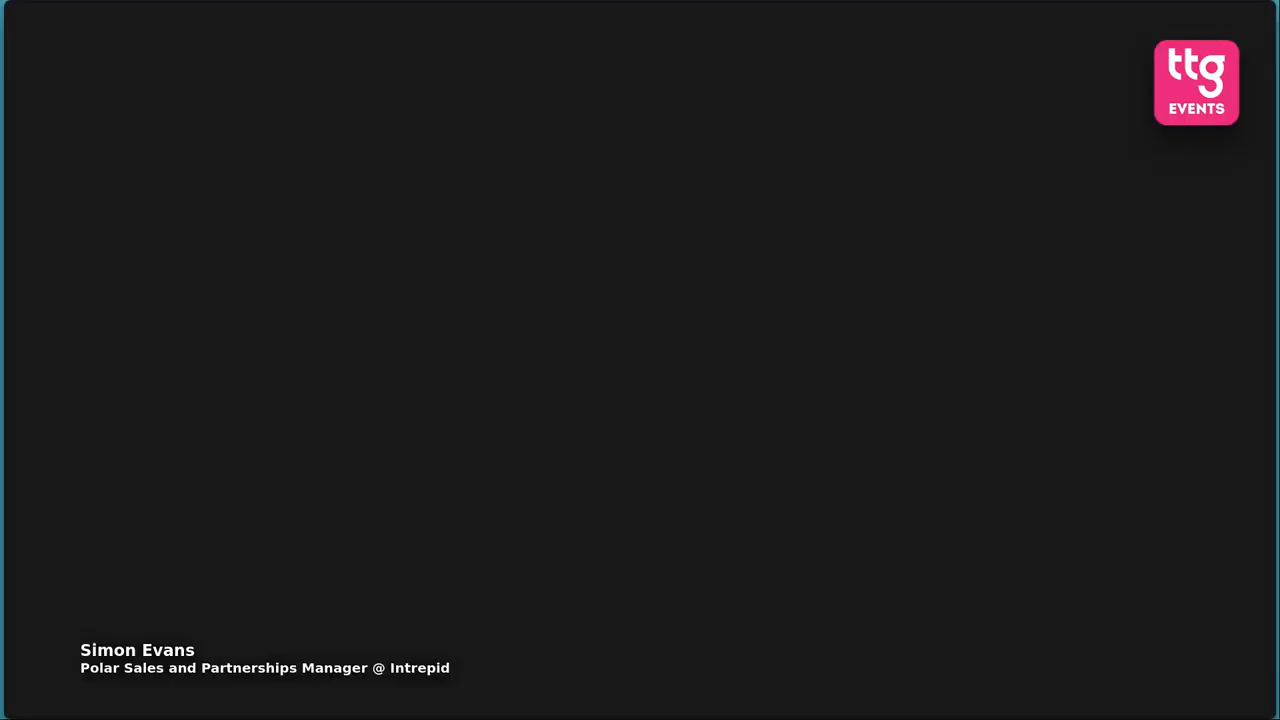 ttg
EVENTS
Simon Evans
Polar Sales and Partnerships Manager @ Intrepid